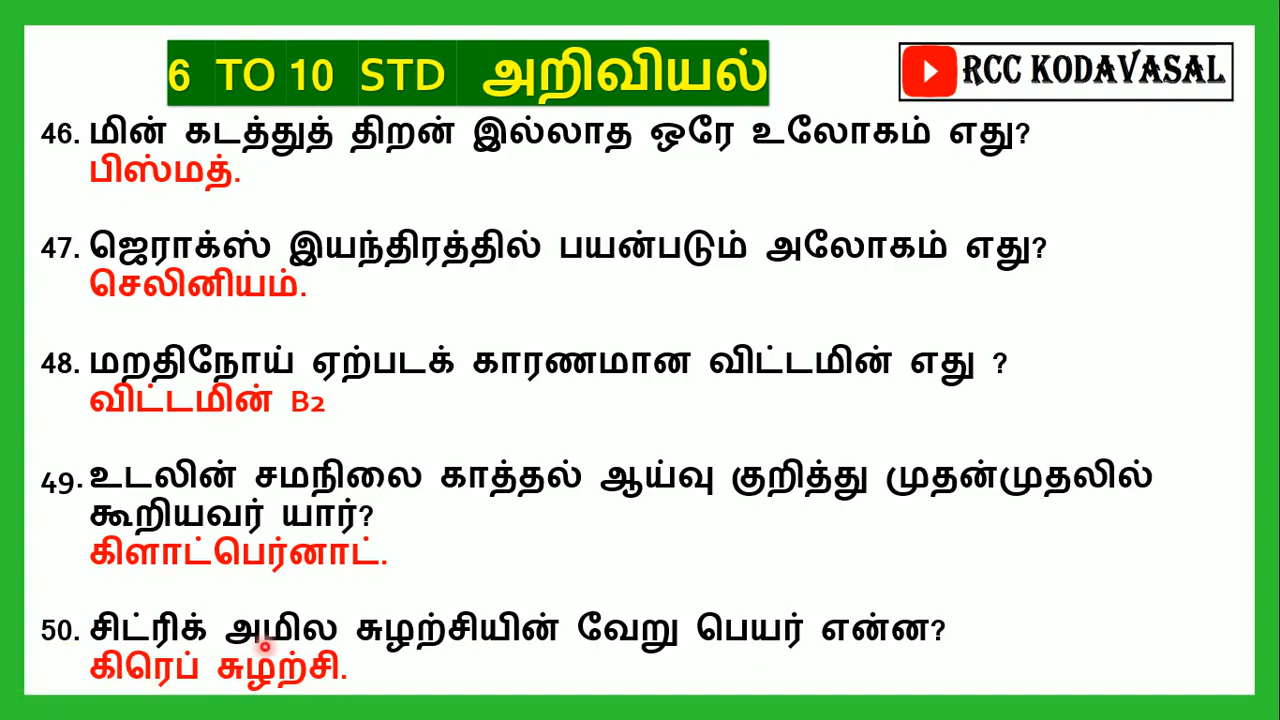 6 TO 10 STD அறிவியல்
RCC KODAVASAL
46. மின் கடத்துத் திறன் இல்லாத ஒரே உலோகம் எது?
பிஸ்மத்.
47. ஜெராக்ஸ் இயந்திரத்தில் பயன்படும் அலோகம் எது?
செலினியம்.
48. மறதிநோய் ஏற்படக் காரணமான விட்டமின் எது ?
விட்டமின் B2
49. உடலின் சமநிலை காத்தல் ஆய்வு குறித்து முதன்முதலில்
கூறியவர் யார்?
கிளாட்பெர்னாட்.
50. சிட்ரிக் அமில சுழற்சியின் வேறு பெயர் என்ன?
கிரெப் சுழற்சி.